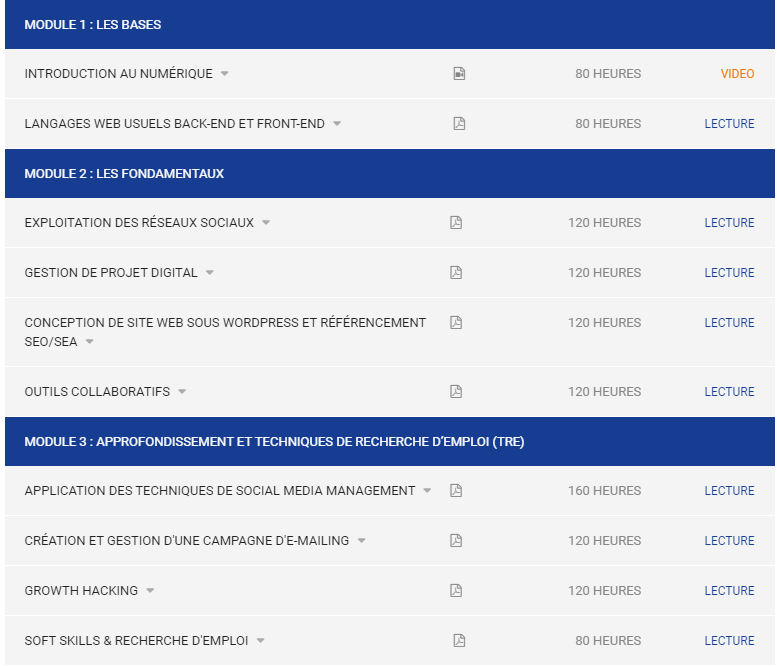 MODULE 1 : LES BASES
INTRODUCTION AU NUMÉRIQUE 80 HEURES VIDEO
LANGAGES WEB USUELS BACK-END ET FRONT-END 80 HEURES LECTURE
MODULE 2 : LES FONDAMENTAUX
EXPLOITATION DES RÉSEAUX SOCIAUX 120 HEURES LECTURE
GESTION DE PROJET DIGITAL 120 HEURES LECTURE
CONCEPTION DE SITE WEB SOUS WORDPRESS ET RÉFÉRENCEMENT 120 HEURES LECTURE
SEO/SEA
OUTILS COLLABORATIFS 120 HEURES LECTURE
MODULE 3 : APPROFONDISSEMENT ET TECHNIQUES DE RECHERCHE D'EMPLOI (TRE)
APPLICATION DES TECHNIQUES DE SOCIAL MEDIA MANAGEMENT 160 HEURES LECTURE
CRÉATION ET GESTION D'UNE CAMPAGNE D'E-MAILING 120 HEURES LECTURE
GROWTH HACKING 120 HEURES LECTURE
SOFT SKILLS & RECHERCHE D'EMPLOI 80 HEURES LECTURE